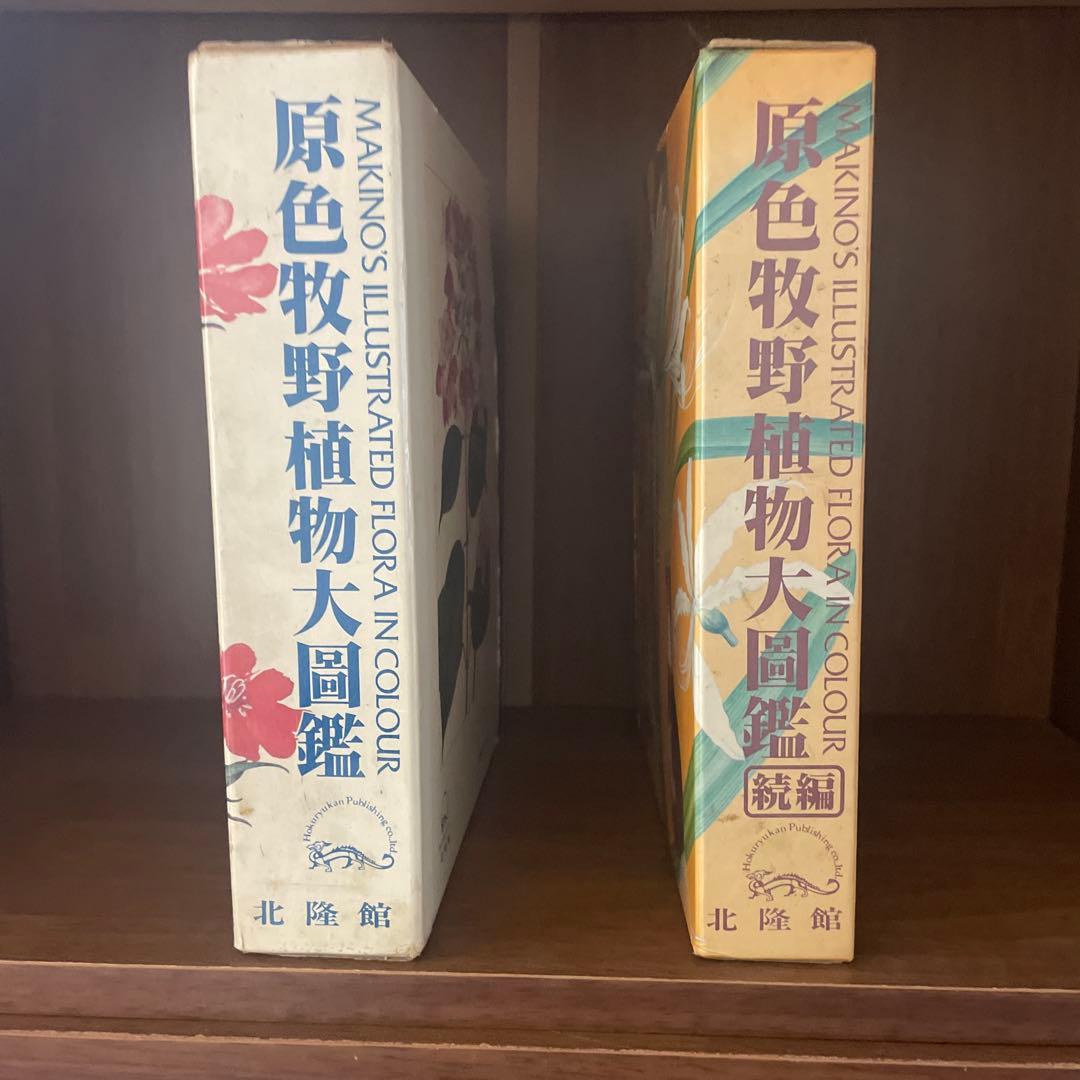 原色牧野植物大圖鑑
MAKINO'S ILLUSTRATED FLORA IN COLOUR
Hokuryukan Publishing co.,ltd.
北隆館
原色牧野植物大圖鑑
続編
MAKINO'S ILLUSTRATED FLORA IN COLOUR
Hokuryukan Publishing co.,ltd.
北隆館